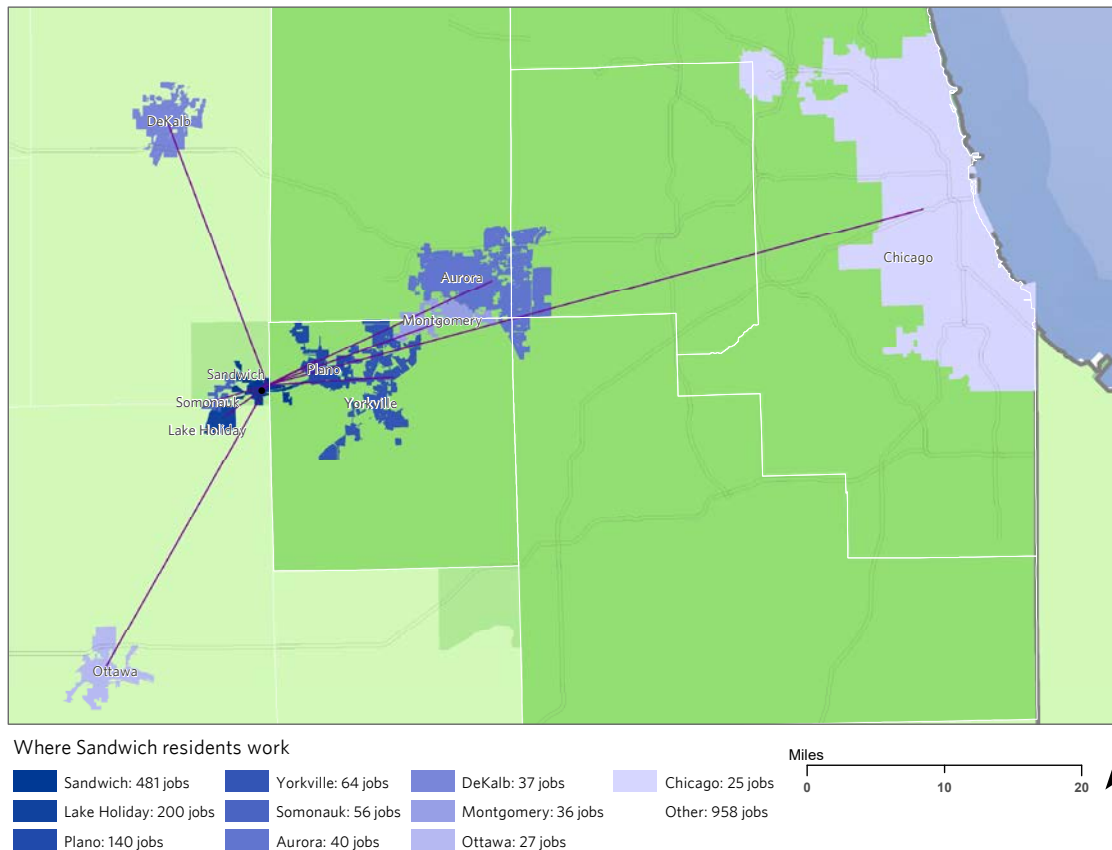 DeKalb
Aurora
Chicago
Montgomery
Plano
Sandwich
Somonauk
Yorkville
Lake Holiday
Ottawa
Where Sandwich residents work
Sandwich: 481 jobs
Lake Holiday: 200 jobs
Plano: 140 jobs
Yorkville: 64 jobs
Somonauk: 56 jobs
Aurora: 40 jobs
DeKalb: 37 jobs
Montgomery: 36 jobs
Ottawa: 27 jobs
Chicago: 25 jobs
Other: 958 jobs
Miles
0 10 20